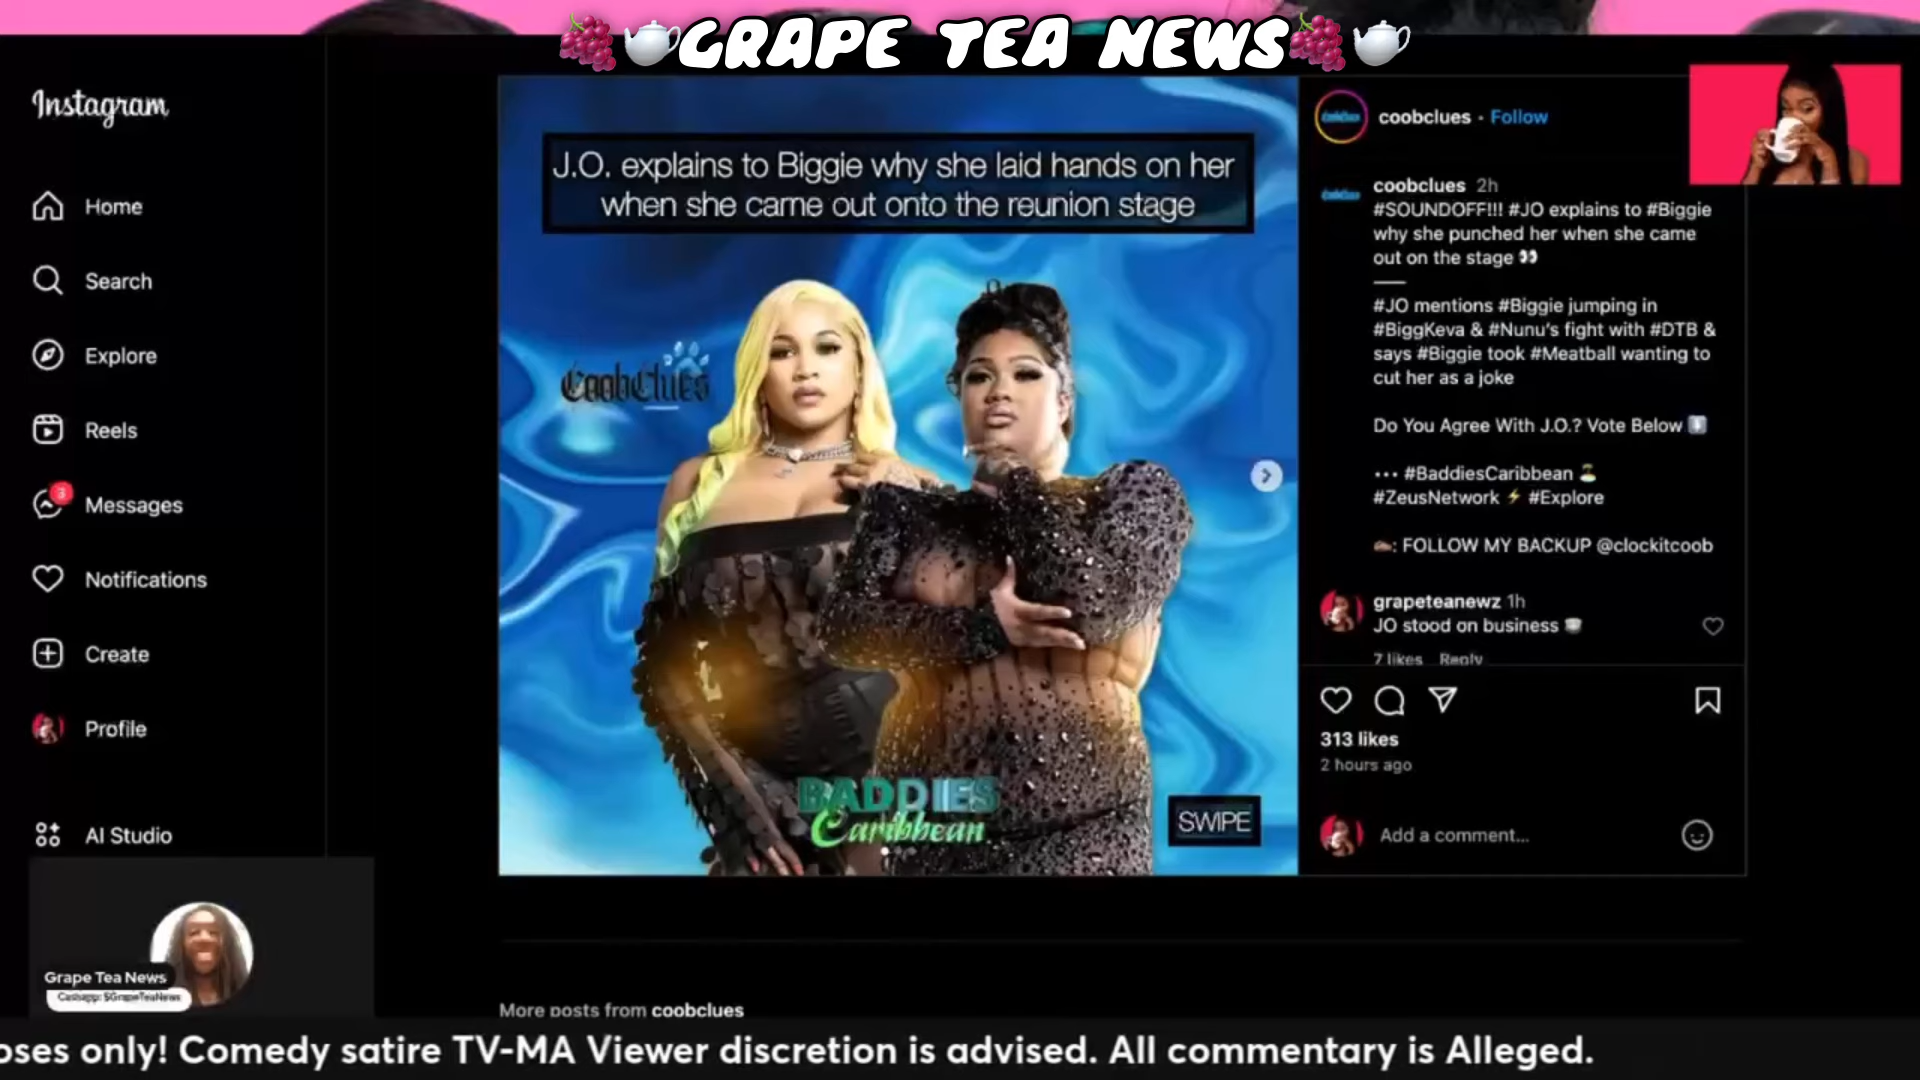 GRAPE TEA NEWS
Instagram
Home
Search
Explore
Reels
3
Messages
Notifications
Create
Profile
AI Studio
J.O. explains to Biggie why she laid hands on her
when she came out onto the reunion stage
CoobClues
BADDIES
Caribbean
SWIPE
coobclues · Follow
coobclues 2h
#SOUNDOFF!!! #JO explains to #Biggie
why she punched her when she came
out on the stage 👀
——
#JO mentions #Biggie jumping in
#BiggKeva & #Nunu's fight with #DTB &
says #Biggie took #Meatball wanting to
cut her as a joke
Do You Agree With J.O.? Vote Below ⬇️
••• #BaddiesCaribbean 🏝️
#ZeusNetwork ⚡ #Explore
: FOLLOW MY BACKUP @clockitcoob
grapeteanewz 1h
JO stood on business
7 likes Reply
313 likes
2 hours ago
Add a comment...
More posts from coobclues
Grape Tea News
Cashapp: $GrapeTeaNews
oses only! Comedy satire TV-MA Viewer discretion is advised. All commentary is Alleged.